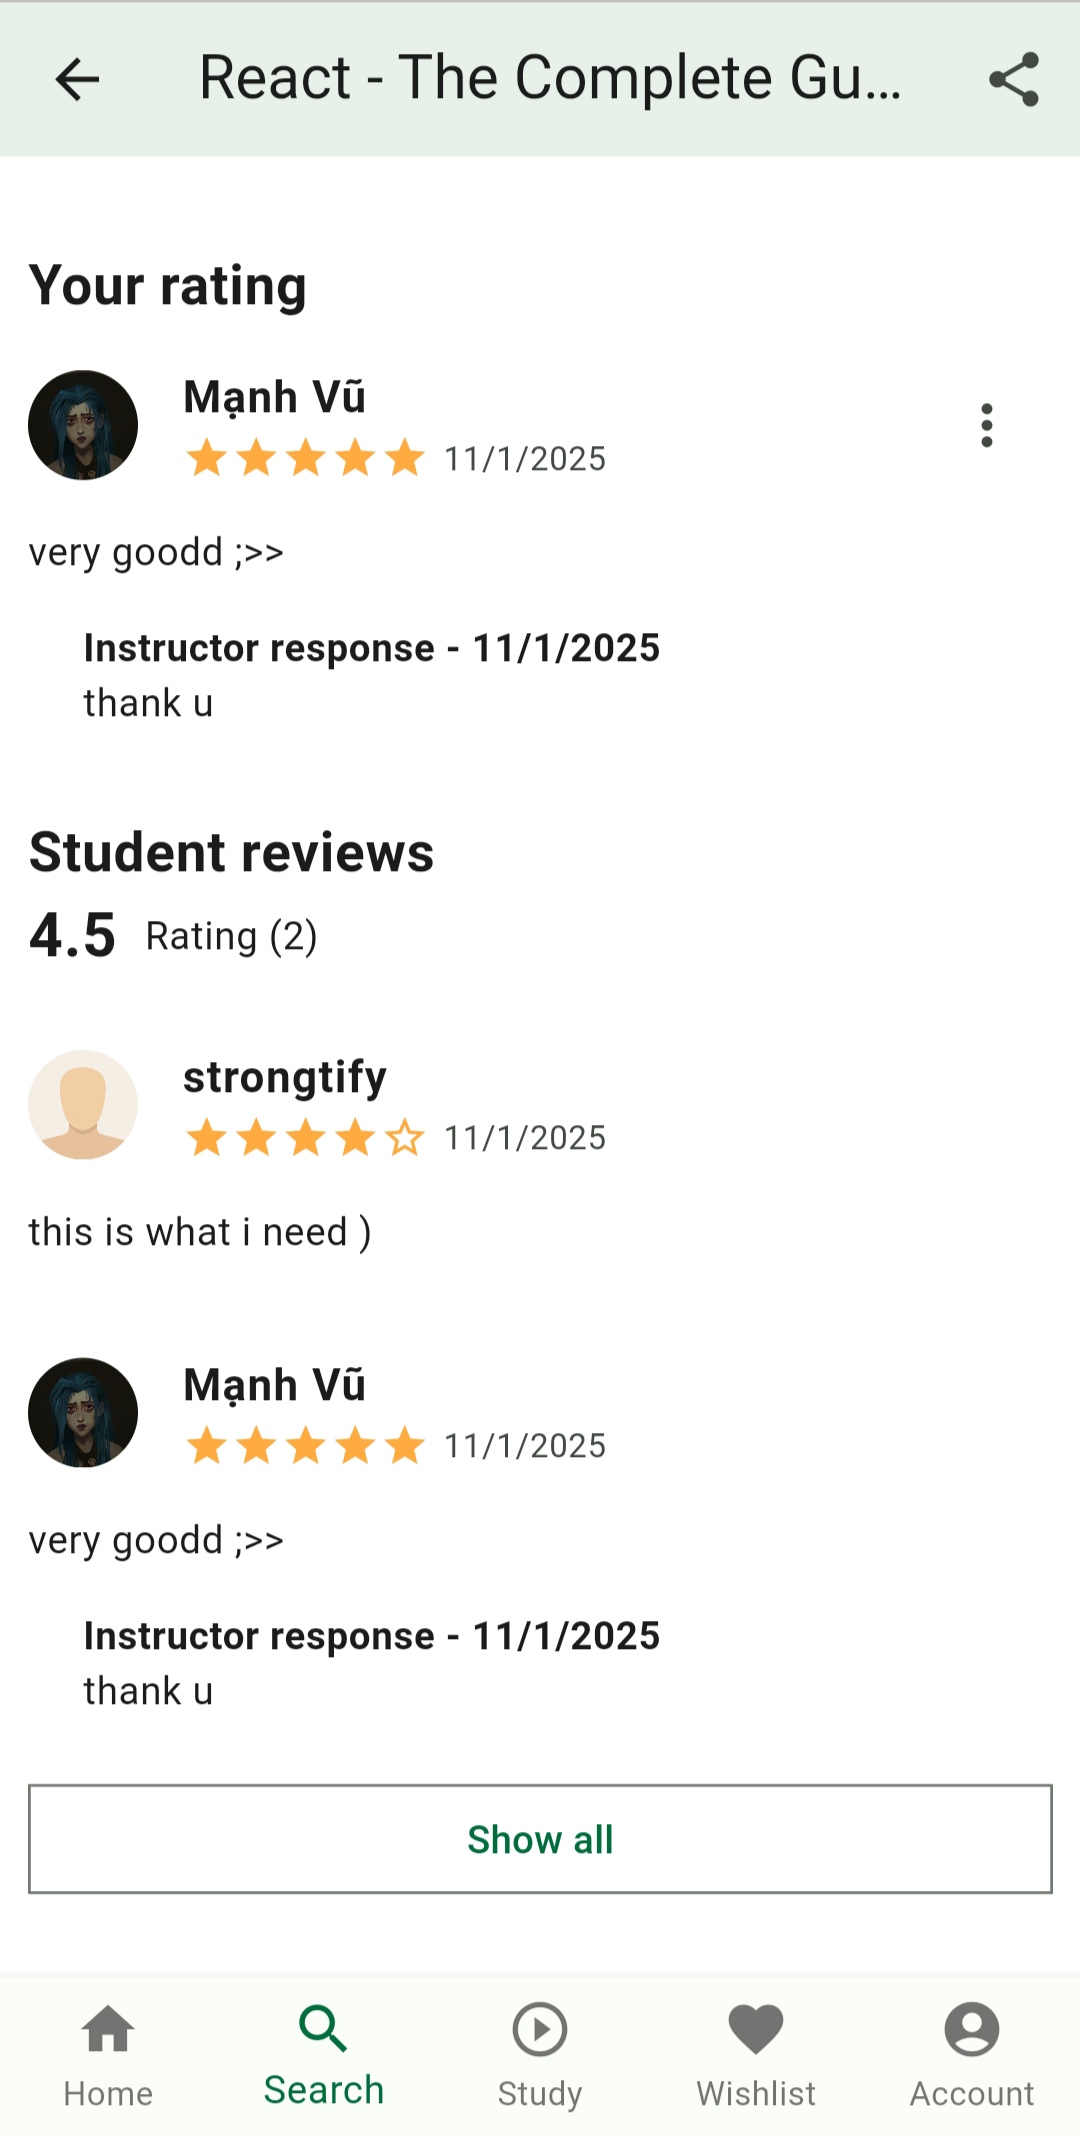 React - The Complete Gu...
Your rating
Mạnh Vũ
11/1/2025
very goodd ;>>
Instructor response - 11/1/2025
thank u
Student reviews
4.5 Rating (2)
strongtify
11/1/2025
this is what i need )
Mạnh Vũ
11/1/2025
very goodd ;>>
Instructor response - 11/1/2025
thank u
Show all
Home Search Study Wishlist Account